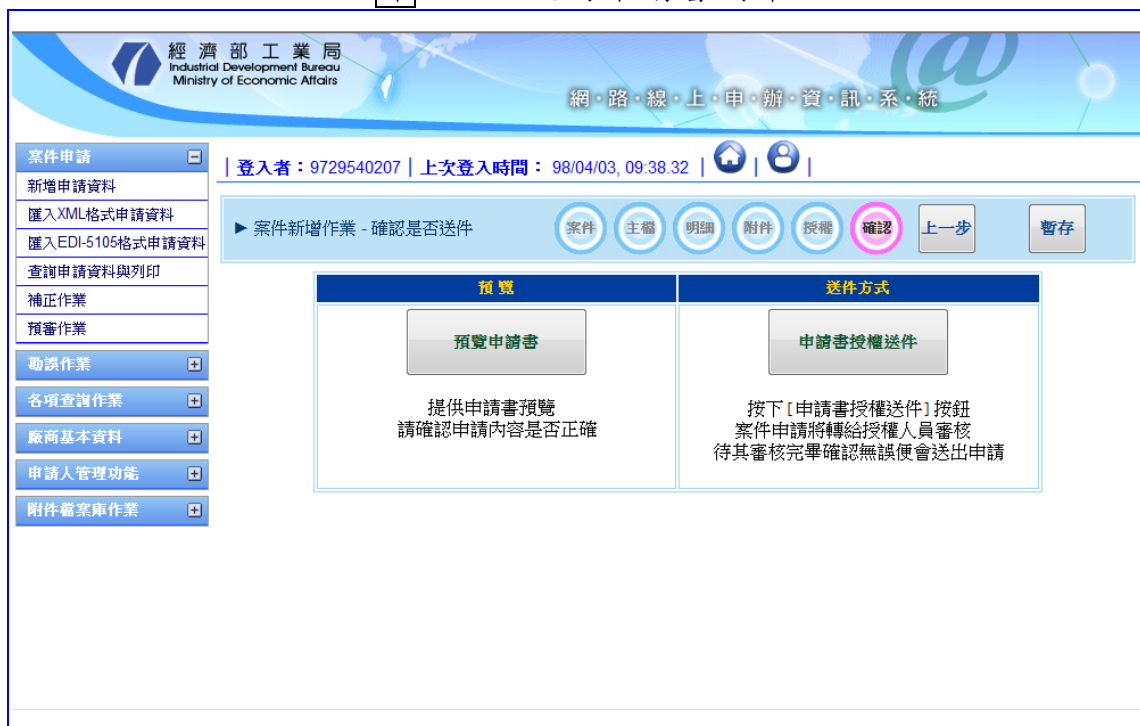 經 濟 部 工 業 局
Industrial Development Bureau
Ministry of Economic Affairs
網・路・線・上・申・辦・資・訊・系・統
案件申請
新增申請資料
匯入XML格式申請資料
匯入EDI-5105格式申請資料
查詢申請資料與列印
補正作業
預審作業
勘誤作業
各項查詢作業
廠商基本資料
申請人管理功能
附件檔案庫作業
| 登入者：9729540207 | 上次登入時間： 98/04/03, 09:38.32 | | |
► 案件新增作業 - 確認是否送件
案件 主檔 明細 附件 授權 確認 上一步 暫存
預 覽
預覽申請書
提供申請書預覽
請確認申請內容是否正確
送件方式
申請書授權送件
按下 [申請書授權送件] 按鈕
案件申請將轉給授權人員審核
待其審核完畢確認無誤便會送出申請